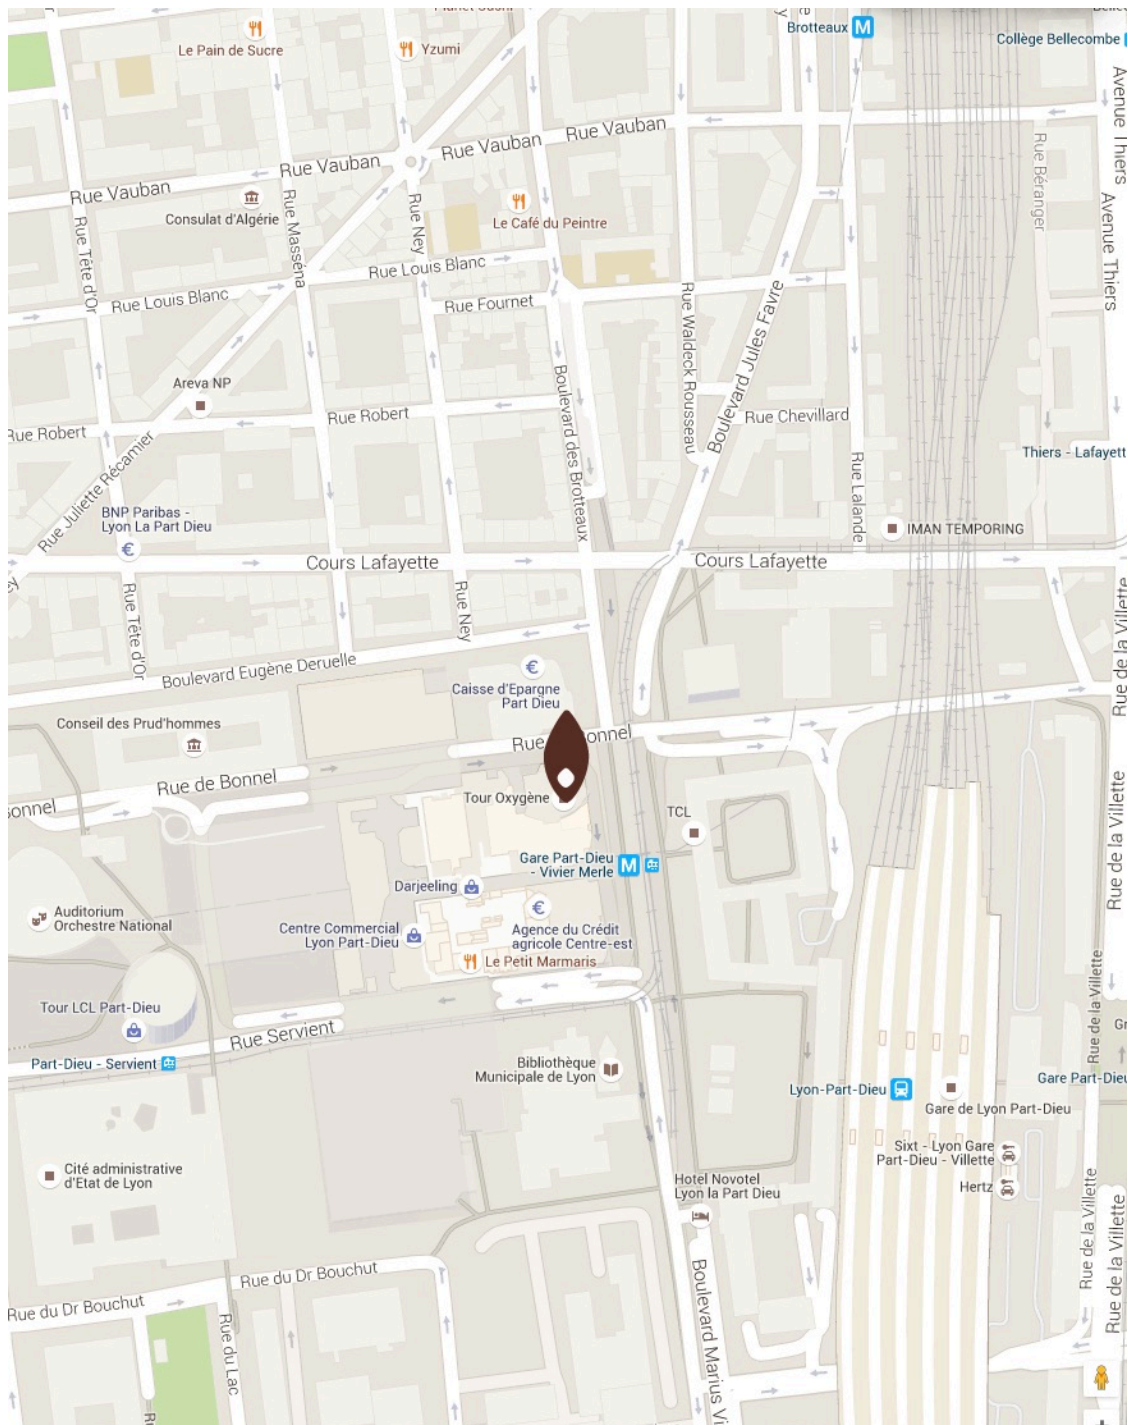 Brotteaux
Collège Bellecombe
Le Pain de Sucre
Yzumi
Avenue Thiers
Rue Vauban
Rue Vauban
Rue Vauban
Rue Vauban
Rue Béranger
Consulat d'Algérie
Le Café du Peintre
Rue Tête d'Or
Rue Masséna
Rue Ney
Avenue Thiers
Rue Louis Blanc
Rue Louis Blanc
Rue Fournet
Rue Waldeck Rousseau
Boulevard Jules Favre
Areva NP
Boulevard des Brotteaux
Rue Robert
Rue Robert
Rue Chevillard
Rue Juliette Récamier
Rue Lalande
Thiers - Lafayett
BNP Paribas -
Lyon La Part Dieu
IMAN TEMPORING
Cours Lafayette
Cours Lafayette
Rue Tête d'Or
Rue Ney
Rue de la Villette
Boulevard Eugène Deruelle
Caisse d'Epargne
Part Dieu
Conseil des Prud'hommes
Rue
onnel
Rue de Bonnel
Bonnel
Tour Oxygène
TCL
Rue de la Villette
Gare Part-Dieu
- Vivier Merle
Darjeeling
Auditorium
Orchestre National
Centre Commercial
Lyon Part-Dieu
Agence du Crédit
agricole Centre-est
Le Petit Marmaris
Tour LCL Part-Dieu
Rue de la Villette
Rue Servient
Gr
Part-Dieu - Servient
Bibliothèque
Municipale de Lyon
Lyon-Part-Dieu
Gare Part-Dieu
Gare de Lyon Part-Dieu
Sixt - Lyon Gare
Part-Dieu - Villette
Hertz
Cité administrative
d'Etat de Lyon
Hotel Novotel
Lyon la Part Dieu
Rue de la Villette
Rue de la Villette
Rue du Dr Bouchut
Rue du Dr Bouchut
Rue du Lac
Boulevard Marius Vi